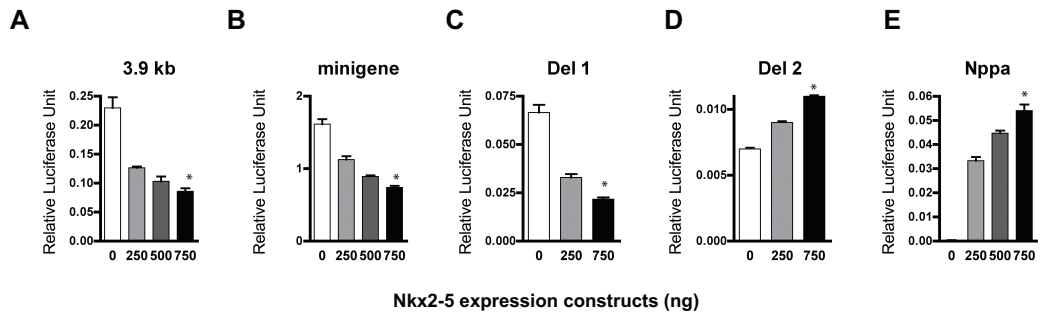 A
B
C
D
E
3.9 kb
minigene
Del 1
Del 2
Nppa
Relative Luciferase Unit
0.25
0.20
0.15
0.10
0.05
0.00
*
0 250 500 750
Relative Luciferase Unit
2
1
0
*
0 250 500 750
Relative Luciferase Unit
0.075
0.050
0.025
0.000
*
0 250 750
Relative Luciferase Unit
0.010
0.005
0.000
*
0 250 750
Relative Luciferase Unit
0.06
0.05
0.04
0.03
0.02
0.01
0.00
*
0 250 500 750
Nkx2-5 expression constructs (ng)